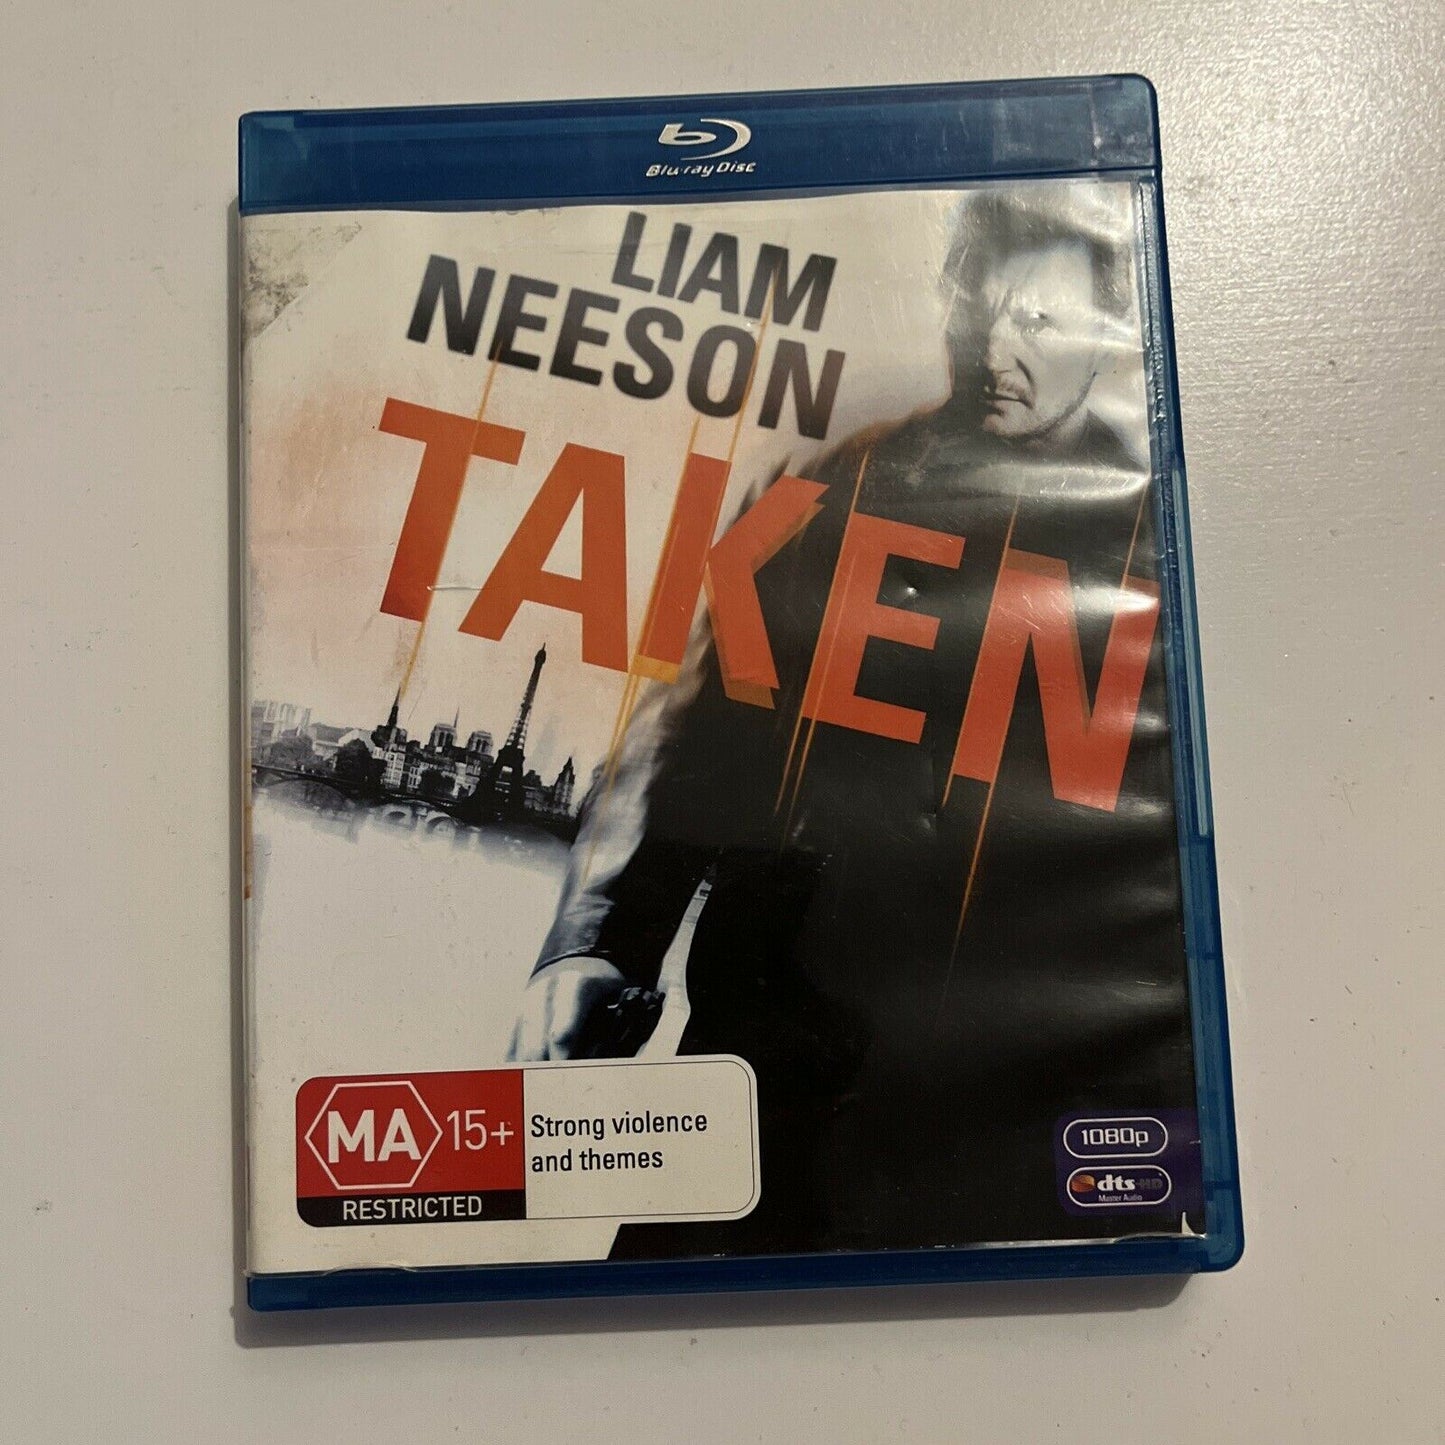 Blu-ray Disc
LIAM
NEESON
TAKEN
MA 15+
RESTRICTED
Strong violence
and themes
1080p
dts-HD
Master Audio